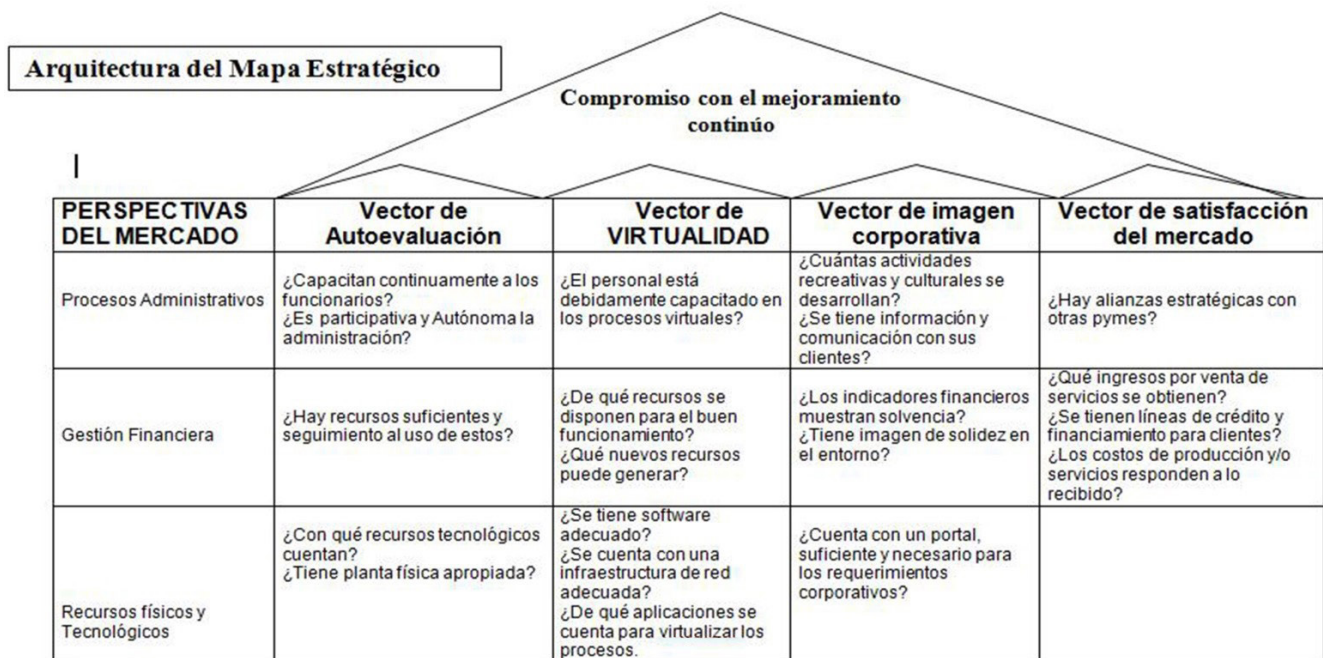 Arquitectura del Mapa Estratégico
Compromiso con el mejoramiento
continúo
PERSPECTIVAS
DEL MERCADO
Vector de
Autoevaluación
Vector de
VIRTUALIDAD
Vector de imagen
corporativa
Vector de satisfacción
del mercado
Procesos Administrativos
¿Capacitan continuamente a los
funcionarios?
¿Es participativa y Autónoma la
administración?
¿El personal está
debidamente capacitado en
los procesos virtuales?
¿Cuántas actividades
recreativas y culturales se
desarrollan?
¿Se tiene información y
comunicación con sus
clientes?
¿Hay alianzas estratégicas con
otras pymes?
Gestión Financiera
¿Hay recursos suficientes y
seguimiento al uso de estos?
¿De qué recursos se
disponen para el buen
funcionamiento?
¿Qué nuevos recursos
puede generar?
¿Los indicadores financieros
muestran solvencia?
¿Tiene imagen de solidez en
el entorno?
¿Qué ingresos por venta de
servicios se obtienen?
¿Se tienen líneas de crédito y
financiamiento para clientes?
¿Los costos de producción y/o
servicios responden a lo
recibido?
Recursos físicos y
Tecnológicos
¿Con qué recursos tecnológicos
cuentan?
¿Tiene planta física apropiada?
¿Se tiene software
adecuado?
¿Se cuenta con una
infraestructura de red
adecuada?
¿De qué aplicaciones se
cuenta para virtualizar los
procesos.
¿Cuenta con un portal,
suficiente y necesario para
los requerimientos
corporativos?